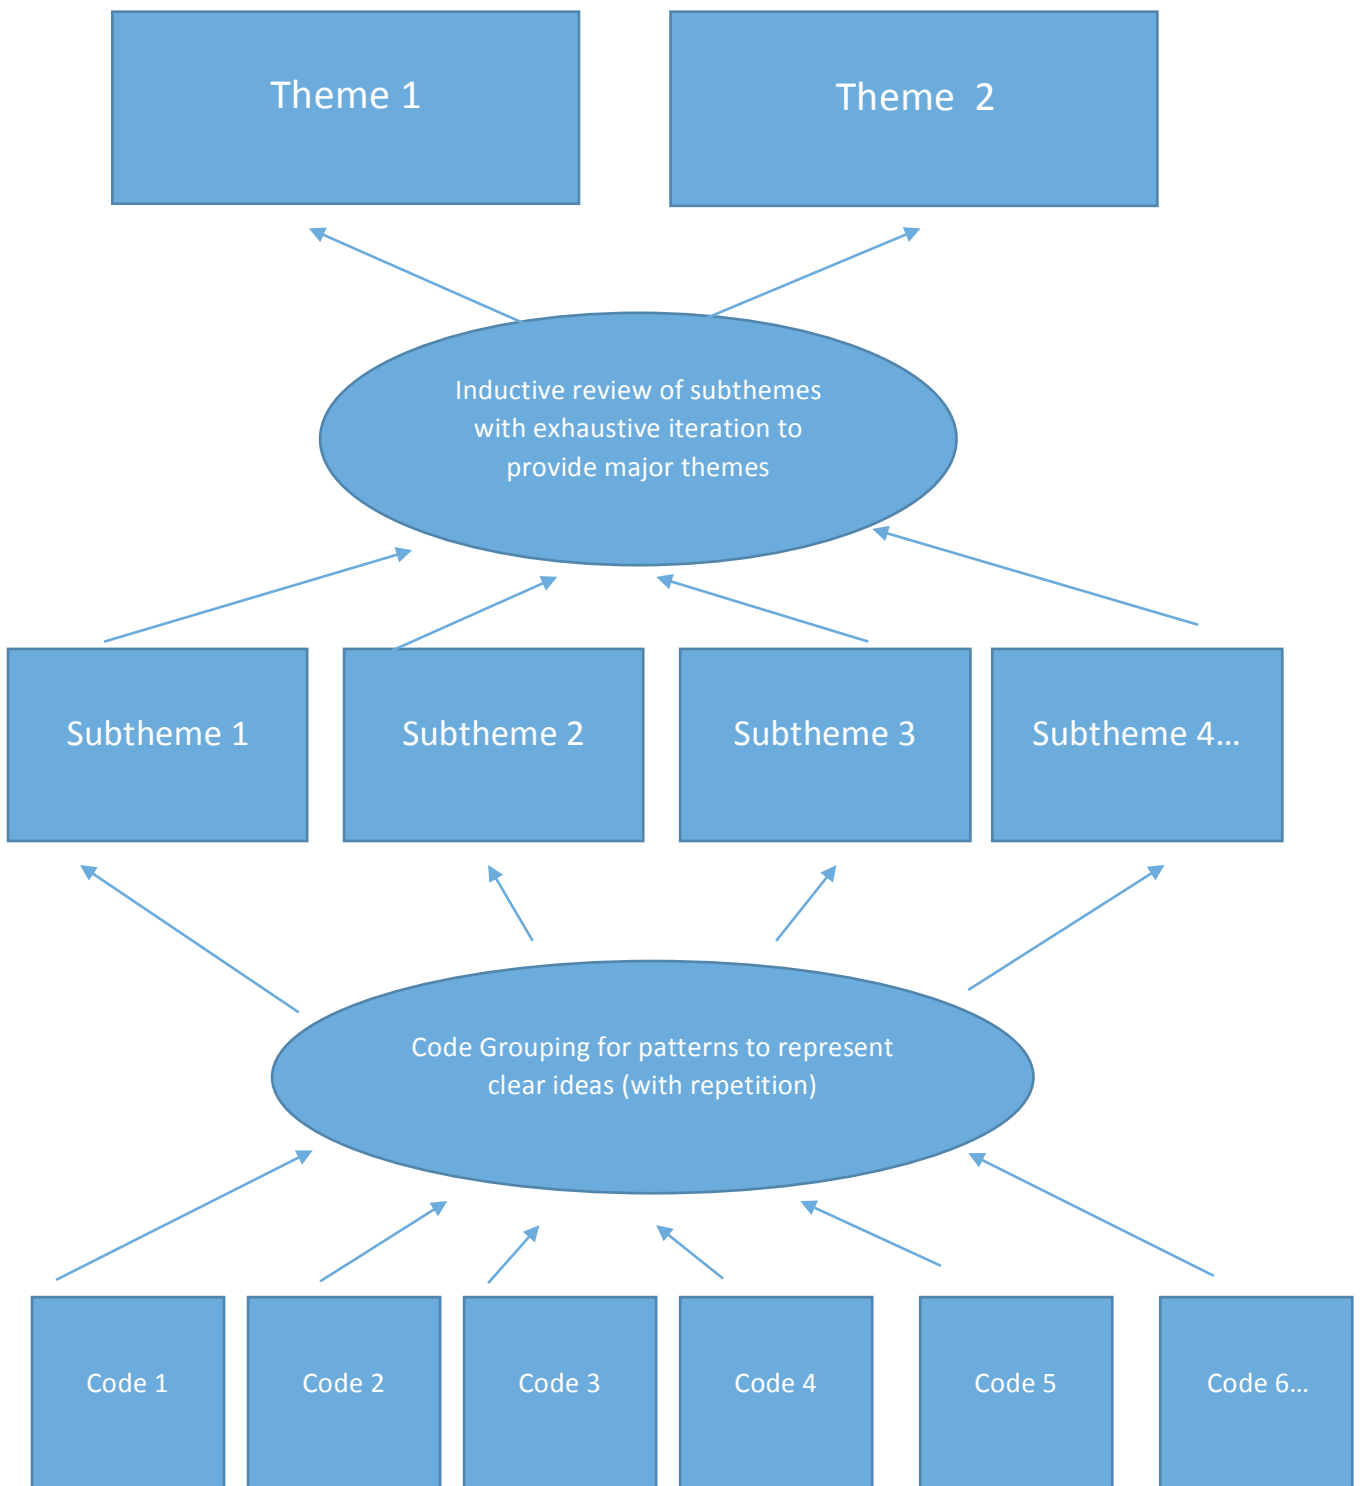 Theme 1
Theme 2
Inductive review of subthemes
with exhaustive iteration to
provide major themes
Subtheme 1
Subtheme 2
Subtheme 3
Subtheme 4...
Code Grouping for patterns to represent
clear ideas (with repetition)
Code 1
Code 2
Code 3
Code 4
Code 5
Code 6...